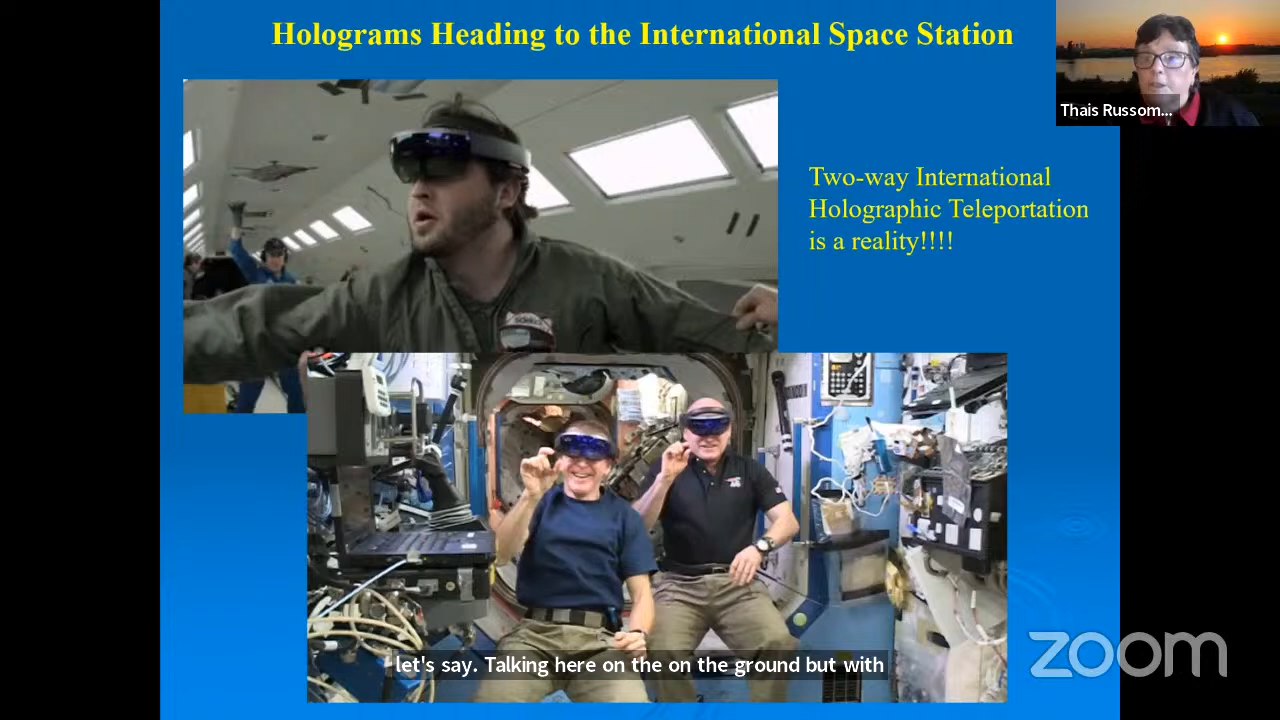 Holograms Heading to the International Space Station
Thais Russom...
Two-way International
Holographic Teleportation
is a reality!!!!
let's say. Talking here on the on the ground but with
zoom